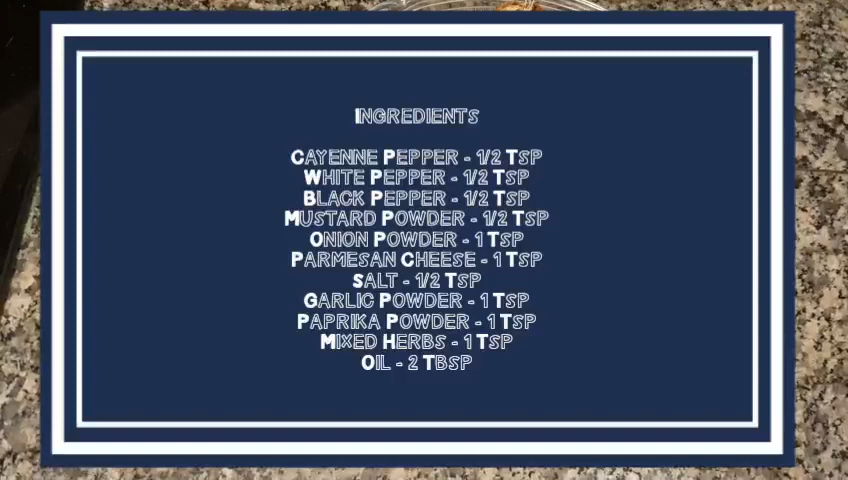 Ingredients
Cayenne Pepper - 1/2 Tsp
White Pepper - 1/2 Tsp
Black Pepper - 1/2 Tsp
Mustard Powder - 1/2 Tsp
Onion Powder - 1 Tsp
Parmesan Cheese - 1 Tsp
Salt - 1/2 Tsp
Garlic Powder - 1 Tsp
Paprika Powder - 1 Tsp
Mixed Herbs - 1 Tsp
Oil - 2 Tbsp